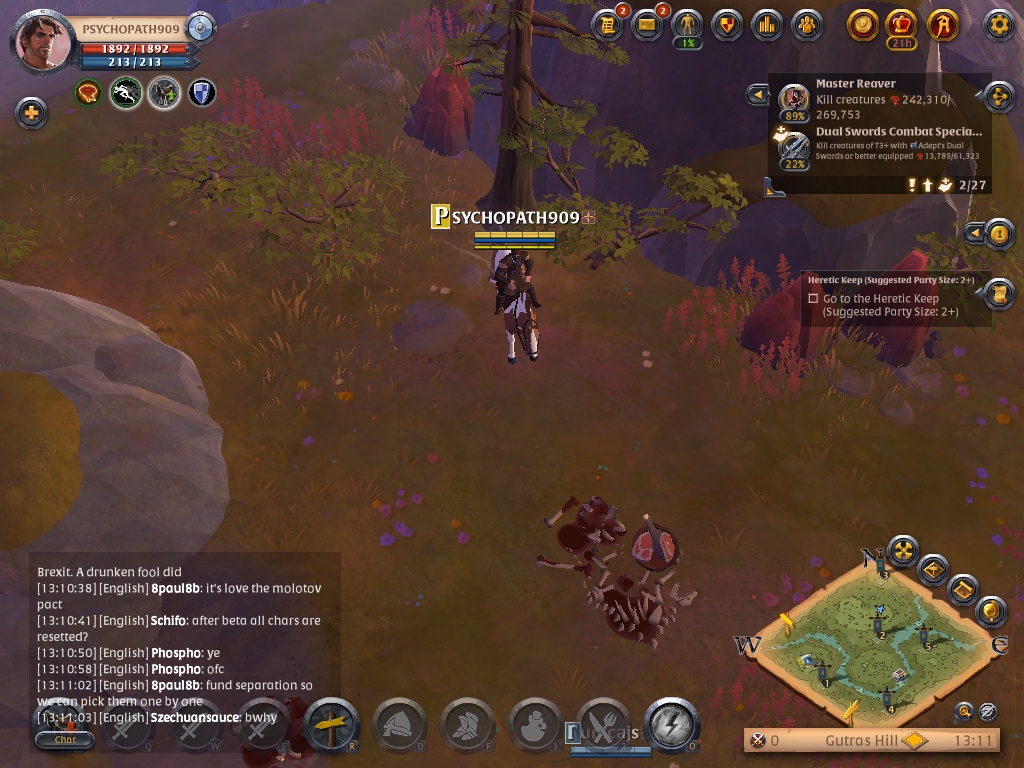 PSYCHOPATH909
1892 / 1892
213 / 213
2
2
1%
21h
Master Reaver
Kill creatures 242,310/
269,753
89%
Dual Swords Combat Specia...
Kill creatures of T3+ with Adept's Dual
Swords or better equipped 13,789/61,323
22%
2/27
PSYCHOPATH909
Heretic Keep (Suggested Party Size: 2+)
Go to the Heretic Keep
(Suggested Party Size: 2+)
Brexit. A drunken fool did
[13:10:38] [English] 8paul8b: it's love the molotov
pact
[13:10:41] [English] Schifo: after beta all chars are
resetted?
[13:10:50] [English] Phospho: ye
[13:10:58] [English] Phospho: ofc
[13:11:02] [English] 8paul8b: fund separation so
we can pick them one by one
[13:11:03] [English] Szechuansauce: bwhy
Chat
Q
W
E
R
D
F
O
N
W
E
3
2
5
1
4
0
Gutras Hill
13:11